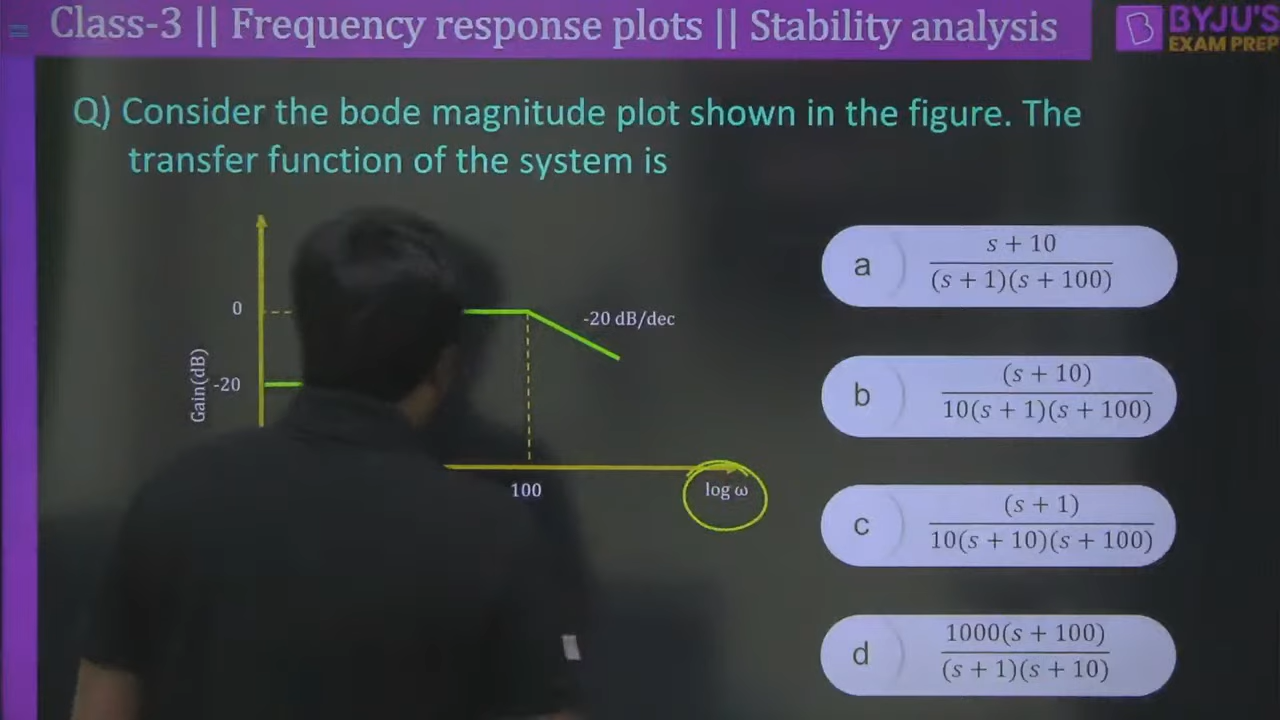 Class-3 || Frequency response plots || Stability analysis
BYJU'S
EXAM PREP
Q) Consider the bode magnitude plot shown in the figure. The
transfer function of the system is
0
-20
Gain(dB)
-20 dB/dec
100
log ω
a
s + 10
(s + 1)(s + 100)
b
(s + 10)
10(s + 1)(s + 100)
c
(s + 1)
10(s + 10)(s + 100)
d
1000(s + 100)
(s + 1)(s + 10)